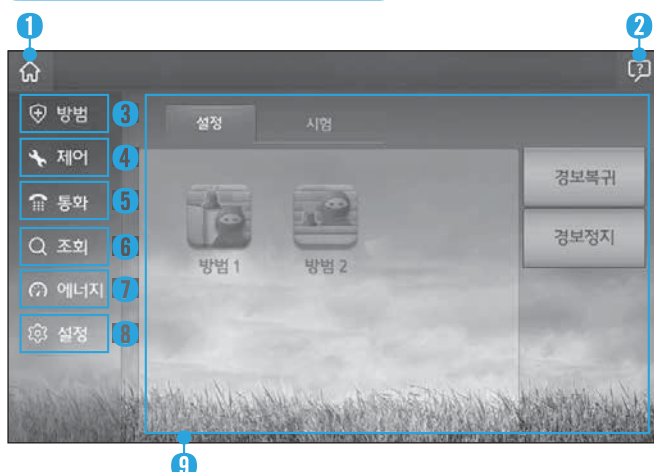 1 2
방범 3
설정 시험
제어 4
경보복귀
통화 5
경보정지
조회 6
방범 1 방범 2
에너지 7
설정 8
9